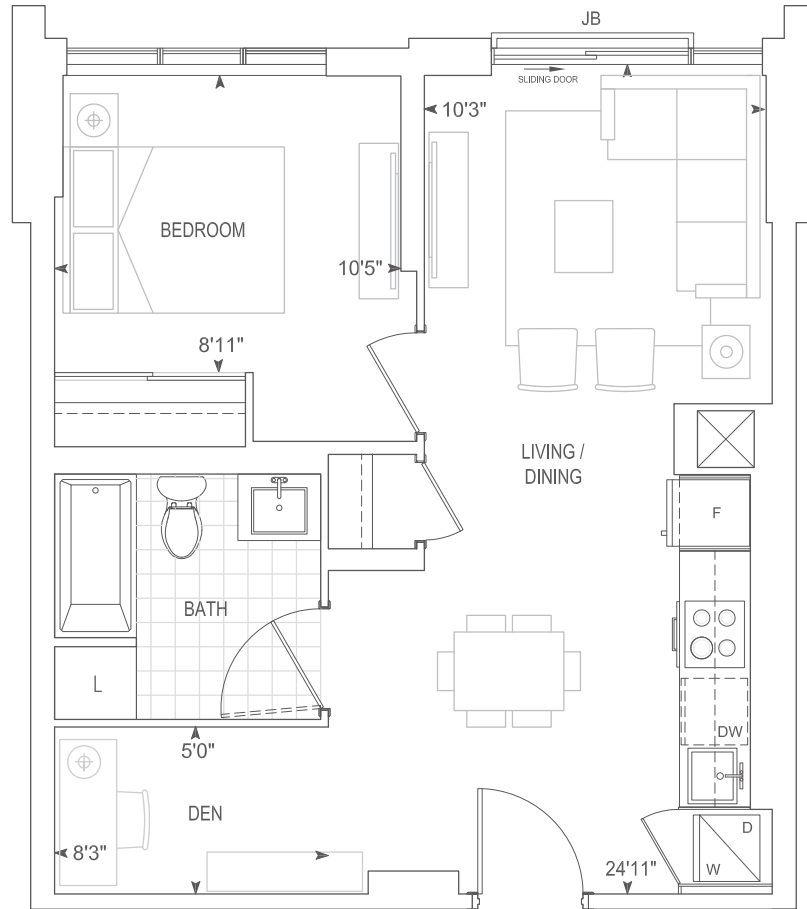 JB
SLIDING DOOR
10'3"
BEDROOM
10'5"
8'11"
LIVING /
DINING
F
BATH
L
DW
5'0"
DEN
8'3"
D
W
24'11"